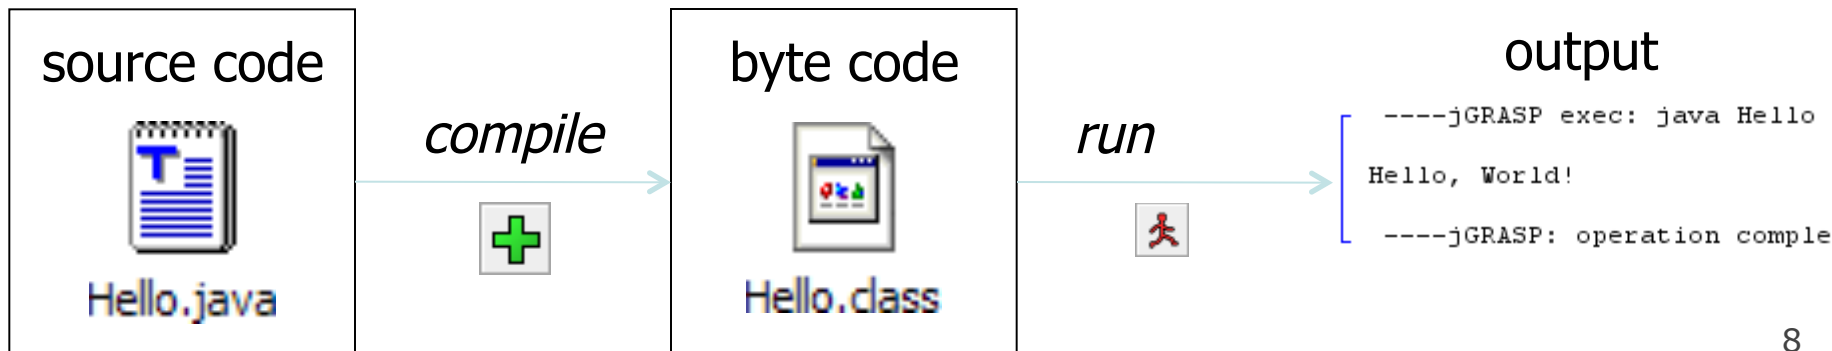 source code
Hello.java
compile
byte code
Hello.class
run
output
----jGRASP exec: java Hello
Hello, World!
----jGRASP: operation comple
8